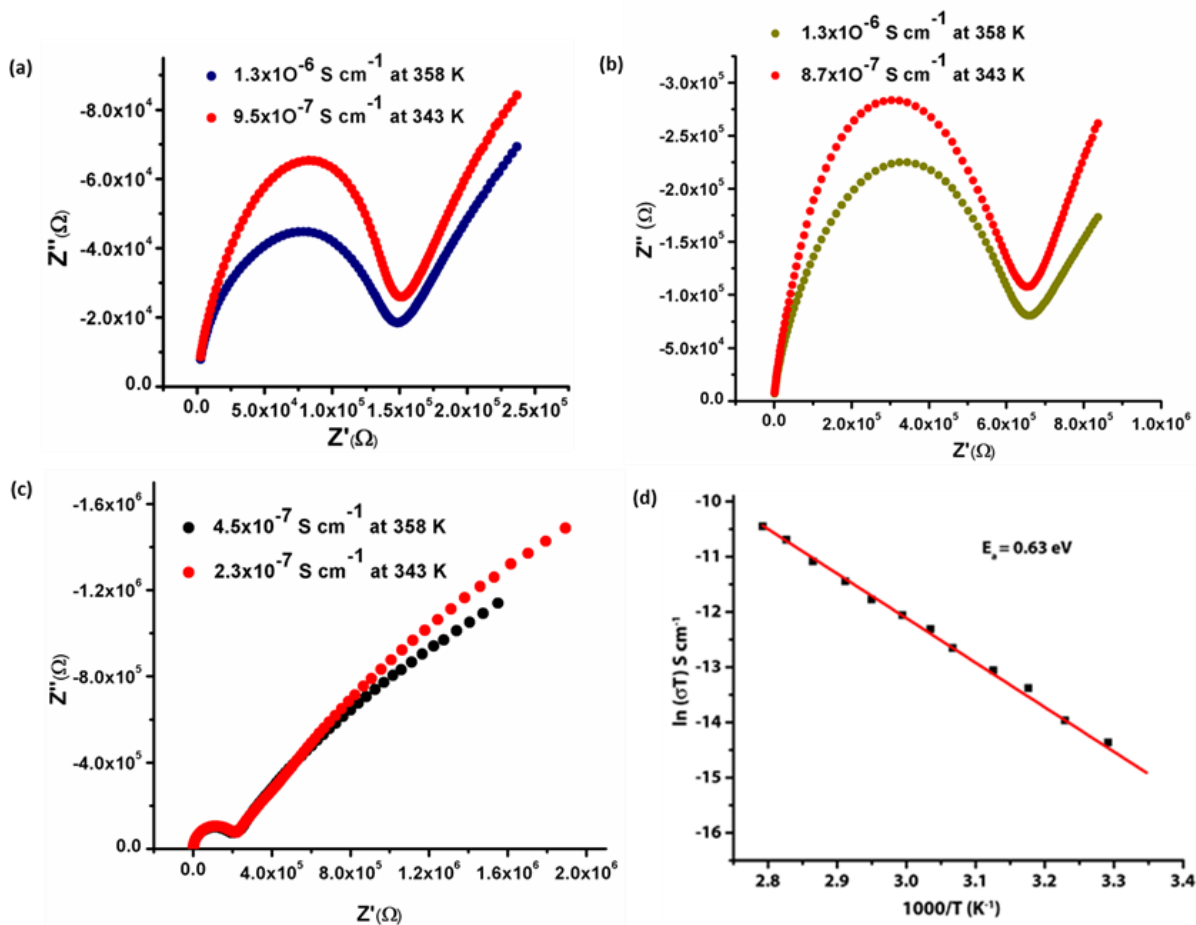 (a)
1.3x10⁻⁶ S cm⁻¹ at 358 K
9.5x10⁻⁷ S cm⁻¹ at 343 K
-8.0x10⁴
-6.0x10⁴
-4.0x10⁴
-2.0x10⁴
0.0
Z''(Ω)
0.0 5.0x10⁴ 1.0x10⁵ 1.5x10⁵ 2.0x10⁵ 2.5x10⁵
Z'(Ω)
(b)
1.3x10⁻⁶ S cm⁻¹ at 358 K
8.7x10⁻⁷ S cm⁻¹ at 343 K
-3.0x10⁵
-2.5x10⁵
-2.0x10⁵
-1.5x10⁵
-1.0x10⁵
-5.0x10⁴
0.0
Z'' (Ω)
0.0 2.0x10⁵ 4.0x10⁵ 6.0x10⁵ 8.0x10⁵ 1.0x10⁶
Z'(Ω)
(c)
4.5x10⁻⁷ S cm⁻¹ at 358 K
2.3x10⁻⁷ S cm⁻¹ at 343 K
-1.6x10⁶
-1.2x10⁶
-8.0x10⁵
-4.0x10⁵
0.0
Z''(Ω)
0.0 4.0x10⁵ 8.0x10⁵ 1.2x10⁶ 1.6x10⁶ 2.0x10⁶
Z'(Ω)
(d)
Eₐ = 0.63 eV
-10
-11
-12
-13
-14
-15
-16
ln (σT) S cm⁻¹
2.8 2.9 3.0 3.1 3.2 3.3 3.4
1000/T (K⁻¹)